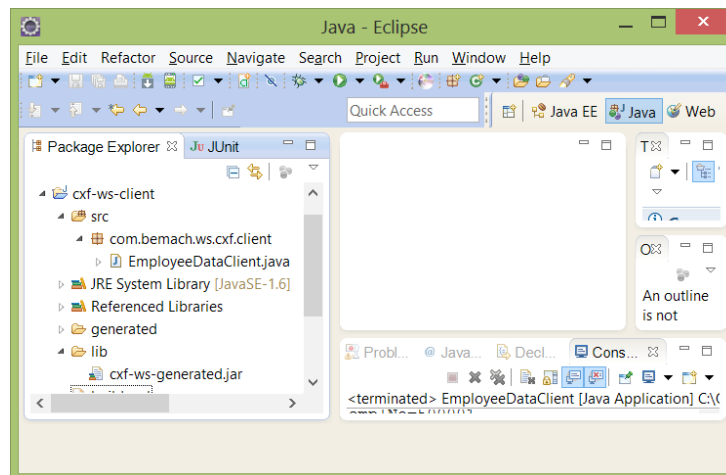 Java - Eclipse
File Edit Refactor Source Navigate Search Project Run Window Help
Quick Access Java EE Java Web
Package Explorer JU JUnit
cxf-ws-client
src
com.bemach.ws.cxf.client
EmployeeDataClient.java
JRE System Library [JavaSE-1.6]
Referenced Libraries
generated
lib
cxf-ws-generated.jar
T
O
An outline
is not
Probl... @ Java... Decl... Cons...
<terminated> EmployeeDataClient [Java Application] C:\